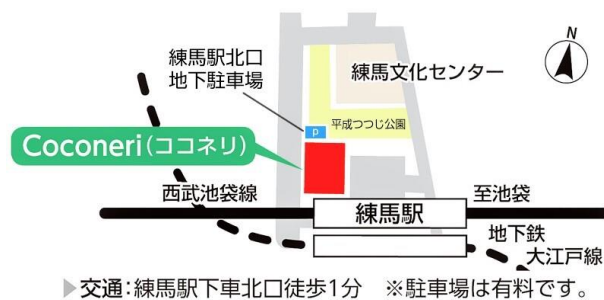 N
練馬駅北口
地下駐車場
練馬文化センター
P
平成つつじ公園
Coconeri(ココネリ)
西武池袋線
至池袋
練馬駅
地下鉄
大江戸線
▶交通:練馬駅下車北口徒歩1分 ※駐車場は有料です。